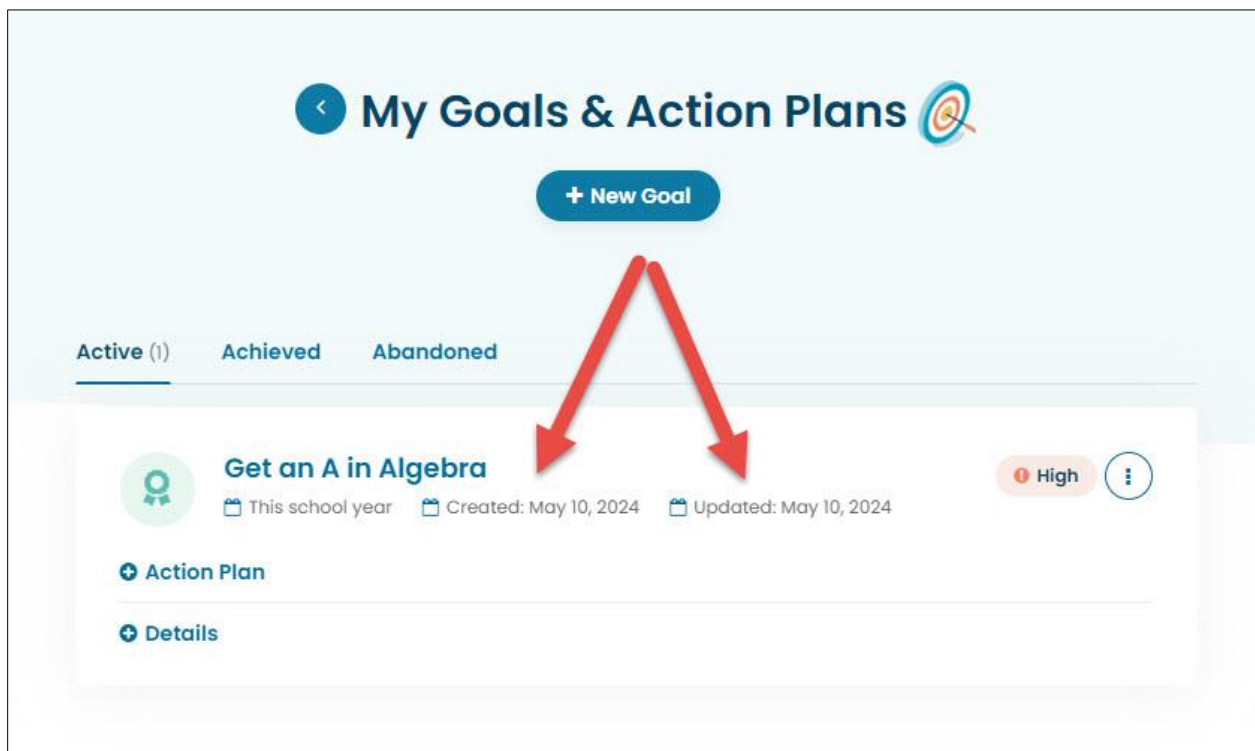 My Goals & Action Plans
+ New Goal
Active (1) Achieved Abandoned
Get an A in Algebra
High
This school year Created: May 10, 2024 Updated: May 10, 2024
Action Plan
Details